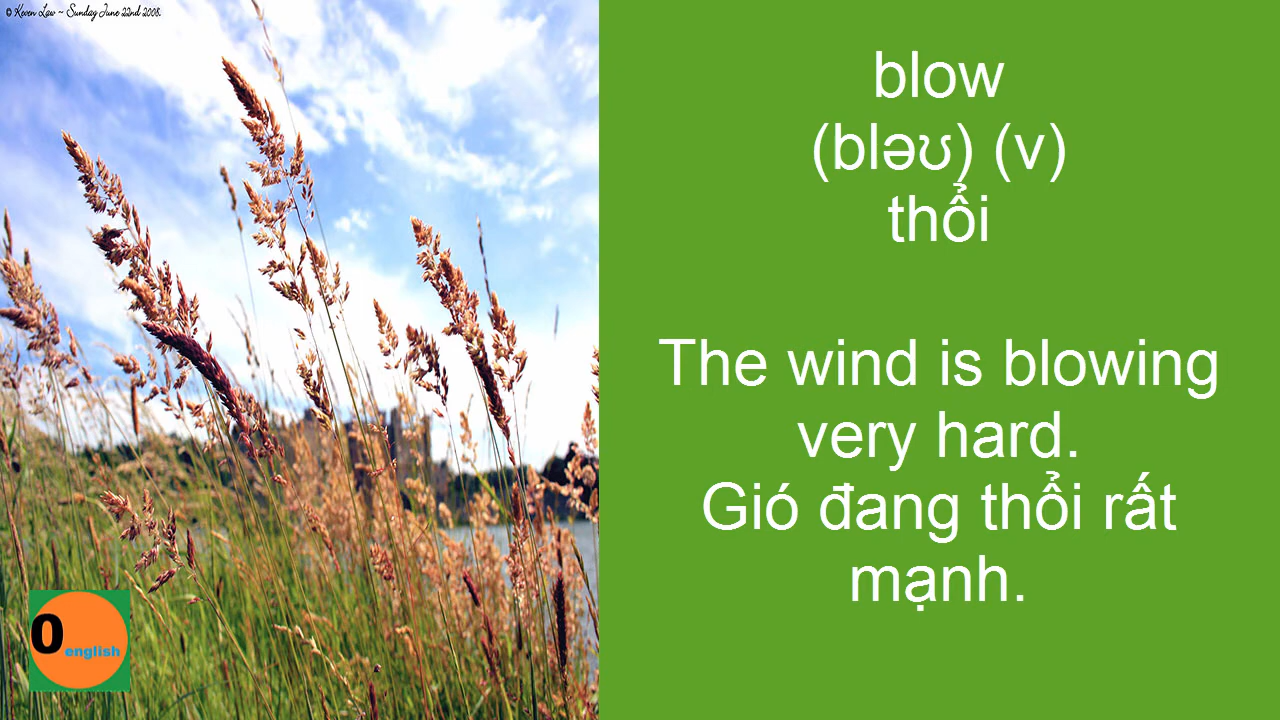 © Keven Law ~ Sunday June 22nd 2008.
blow
(bləʊ) (v)
thổi
The wind is blowing
very hard.
Gió đang thổi rất
mạnh.
0 english